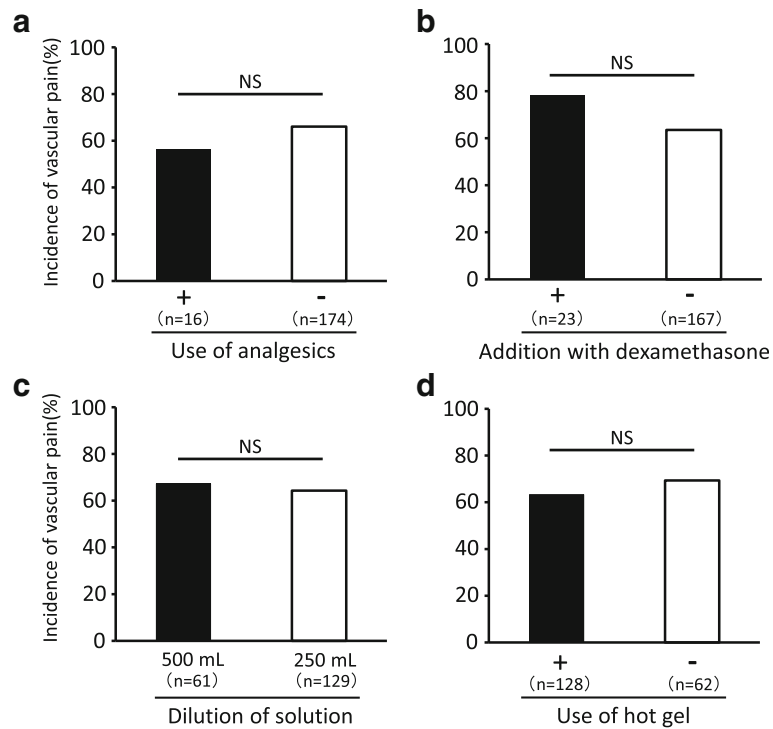 a
Incidence of vascular pain(%)
100
80
60
40
20
0
NS
+ -
(n=16) (n=174)
Use of analgesics
b
100
80
60
40
20
0
NS
+ -
(n=23) (n=167)
Addition with dexamethasone
c
Incidence of vascular pain(%)
100
80
60
40
20
0
NS
500 mL 250 mL
(n=61) (n=129)
Dilution of solution
d
100
80
60
40
20
0
NS
+ -
(n=128) (n=62)
Use of hot gel